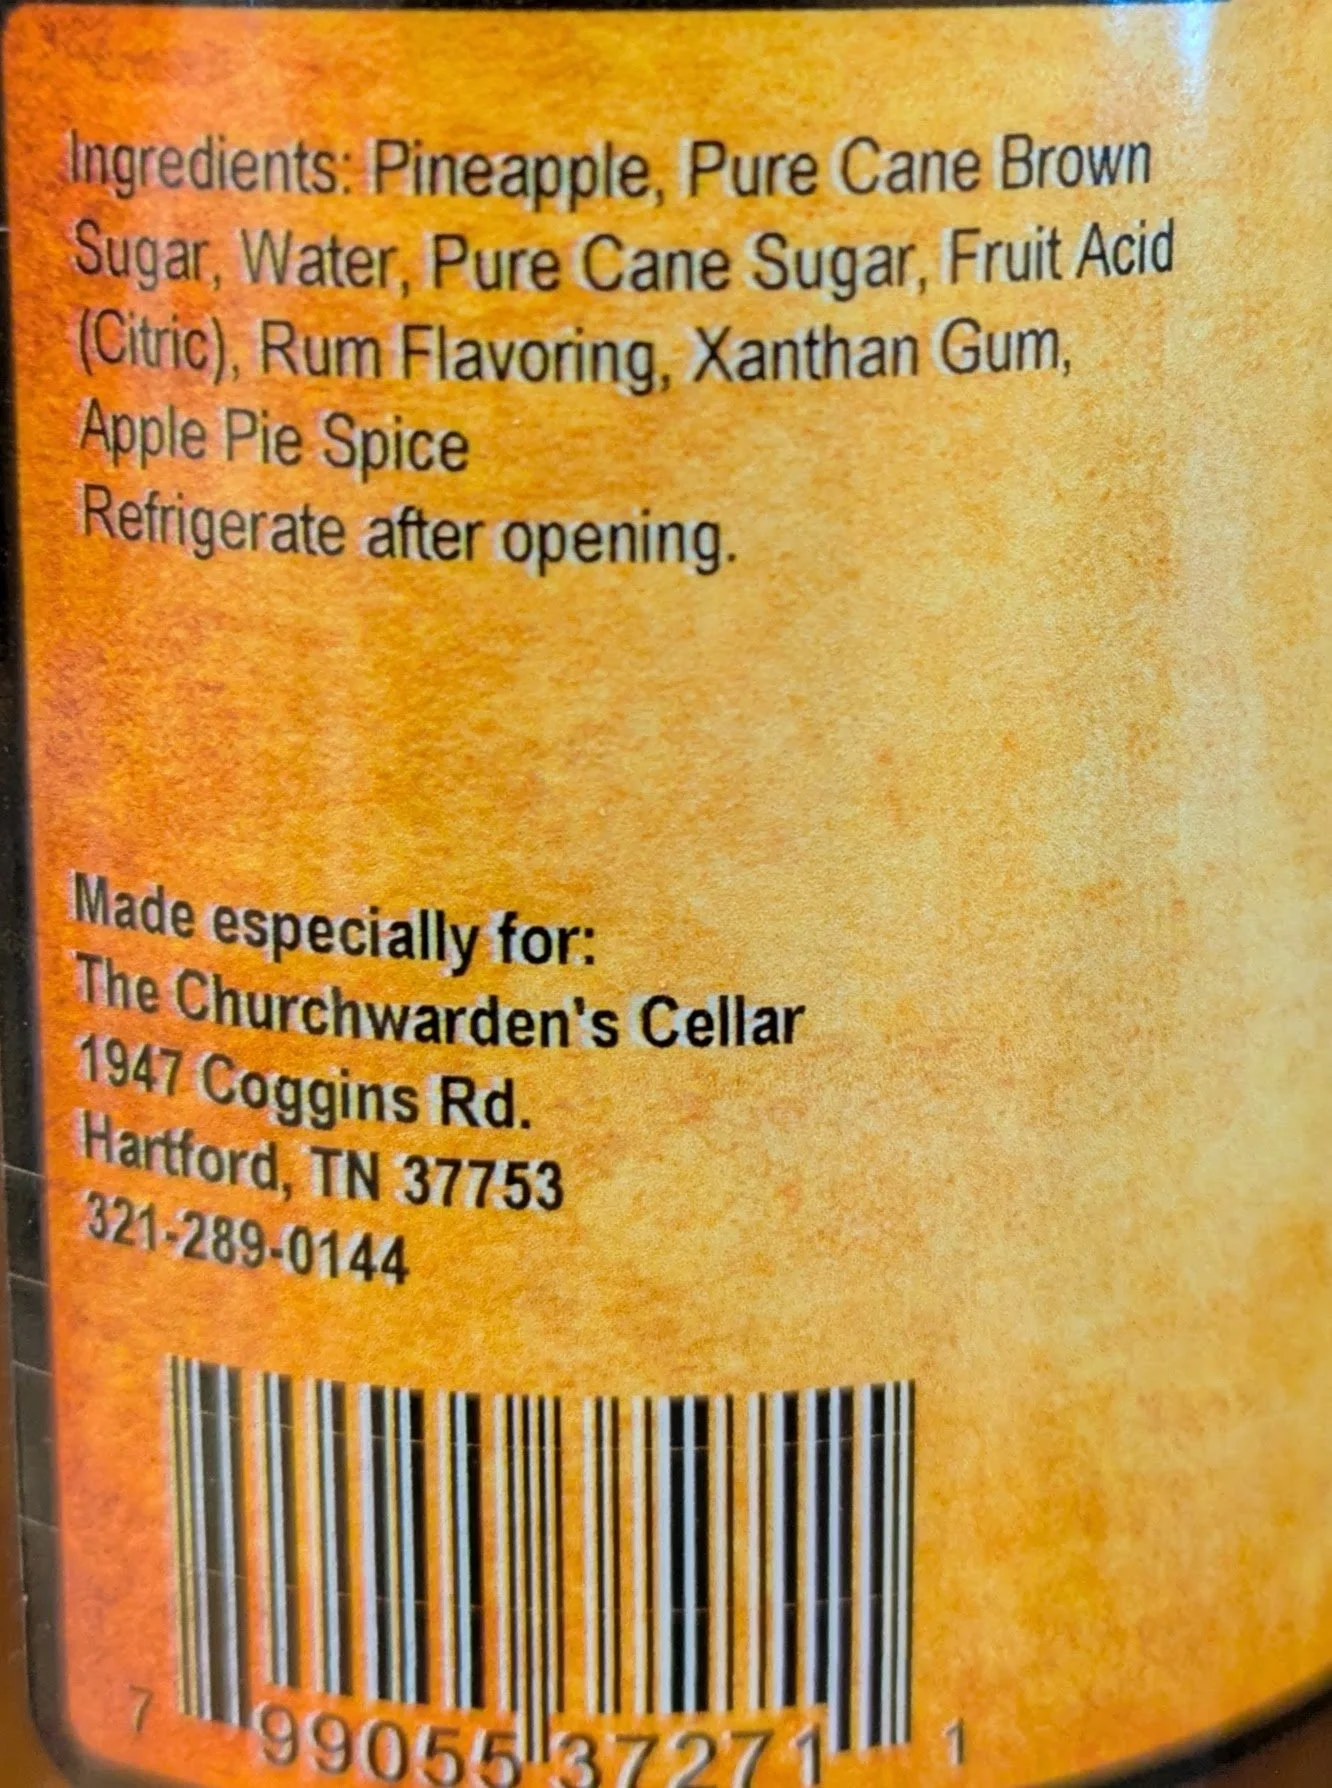 Ingredients: Pineapple, Pure Cane Brown
Sugar, Water, Pure Cane Sugar, Fruit Acid
(Citric), Rum Flavoring, Xanthan Gum,
Apple Pie Spice
Refrigerate after opening.
Made especially for:
The Churchwarden's Cellar
1947 Coggins Rd.
Hartford, TN 37753
321-289-0144
7 99055 37271 1